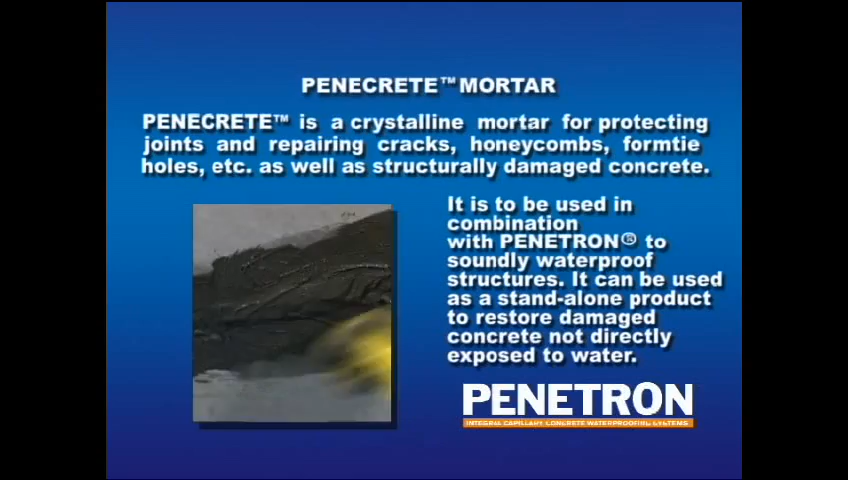 PENECRETE™ MORTAR
PENECRETE™ is a crystalline mortar for protecting
joints and repairing cracks, honeycombs, formtie
holes, etc. as well as structurally damaged concrete.
It is to be used in
combination
with PENETRON® to
soundly waterproof
structures. It can be used
as a stand-alone product
to restore damaged
concrete not directly
exposed to water.
PENETRON
INTEGRAL CAPILLARY CONCRETE WATERPROOFING SYSTEMS